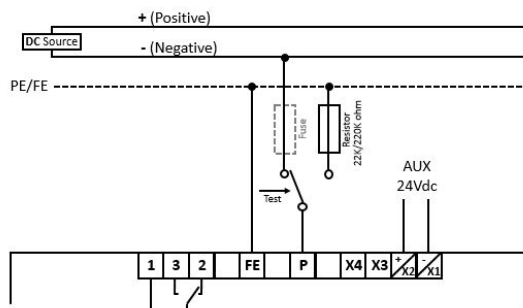 + (Positive)
DC Source
- (Negative)
PE/FE
Fuse
Resistor
22K/220K ohm
AUX
24Vdc
Test
1 3 2 FE P X4 X3 + X2 - X1